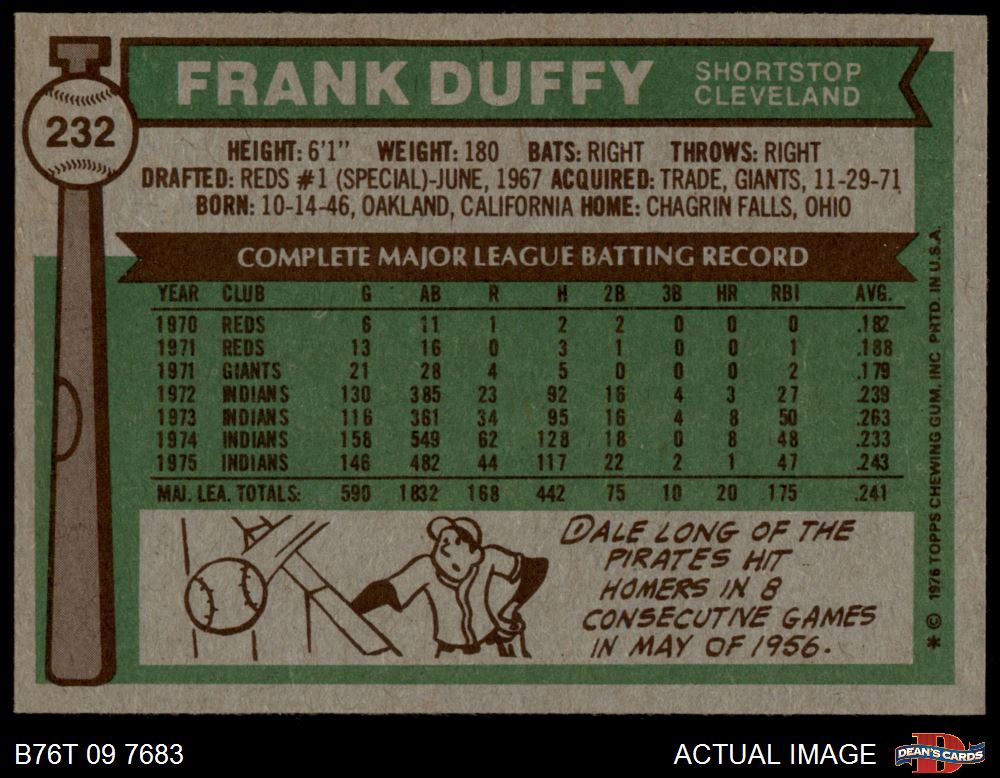 FRANK DUFFY
SHORTSTOP
CLEVELAND
232
HEIGHT: 6'1" WEIGHT: 180 BATS: RIGHT THROWS: RIGHT
DRAFTED: REDS #1 (SPECIAL)-JUNE, 1967 ACQUIRED: TRADE, GIANTS, 11-29-71
BORN: 10-14-46, OAKLAND, CALIFORNIA HOME: CHAGRIN FALLS, OHIO
COMPLETE MAJOR LEAGUE BATTING RECORD
YEAR CLUB G AB R H 2B 3B HR RBI AVG.
1970 REDS 6 11 1 2 2 0 0 0 .182
1971 REDS 13 16 0 3 1 0 0 1 .188
1971 GIANTS 21 28 4 5 0 0 0 2 .179
1972 INDIANS 130 385 23 92 16 4 3 27 .239
1973 INDIANS 116 361 34 95 16 4 8 50 .263
1974 INDIANS 158 549 62 128 18 0 8 48 .233
1975 INDIANS 146 482 44 117 22 2 1 47 .243
MAJ. LEA. TOTALS: 590 1832 168 442 75 10 20 175 .241
DALE LONG OF THE
PIRATES HIT
HOMERS IN 8
CONSECUTIVE GAMES
IN MAY OF 1956.
* © 1976 TOPPS CHEWING GUM, INC PRTD. IN U.S.A.
B76T 09 7683
ACTUAL IMAGE
DEAN'S CARDS